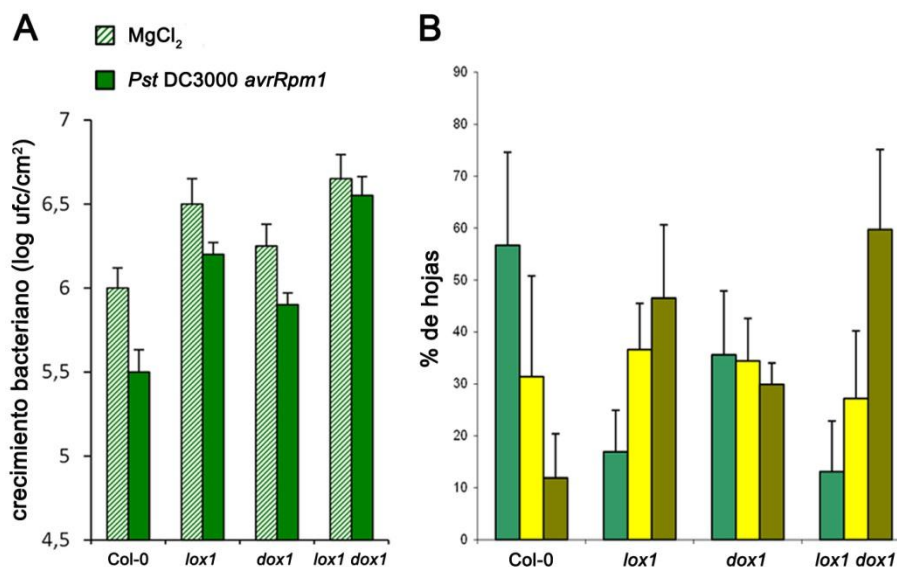 A
MgCl₂
Pst DC3000 avrRpm1
crecimiento bacteriano (log ufc/cm²)
7
6,5
6
5,5
5
4,5
Col-0 lox1 dox1 lox1 dox1
B
% de hojas
90
80
70
60
50
40
30
20
10
0
Col-0 lox1 dox1 lox1 dox1